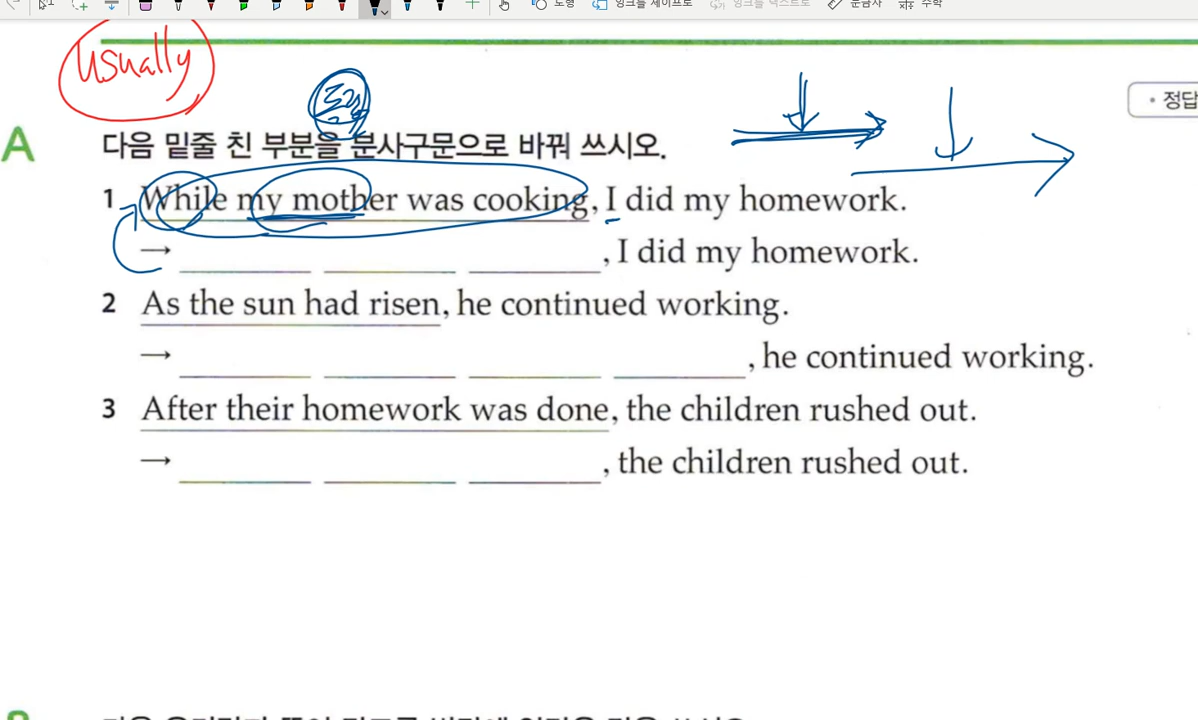 usually
• 정답
A 다음 밑줄 친 부분을 분사구문으로 바꿔 쓰시오.
1 While my mother was cooking, I did my homework.
→ , I did my homework.
2 As the sun had risen, he continued working.
→ , he continued working.
3 After their homework was done, the children rushed out.
→ , the children rushed out.